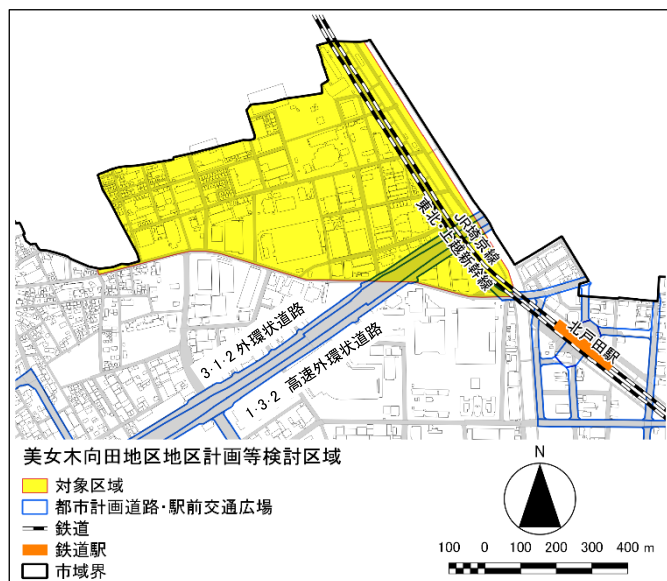 JR埼京線
東北・上越新幹線
北戸田駅
3・1・2 外環状道路
1・3・2 高速外環状道路
美女木向田地区地区計画等検討区域
対象区域
都市計画道路・駅前交通広場
鉄道
鉄道駅
市域界
N
100 0 100 200 300 400 m